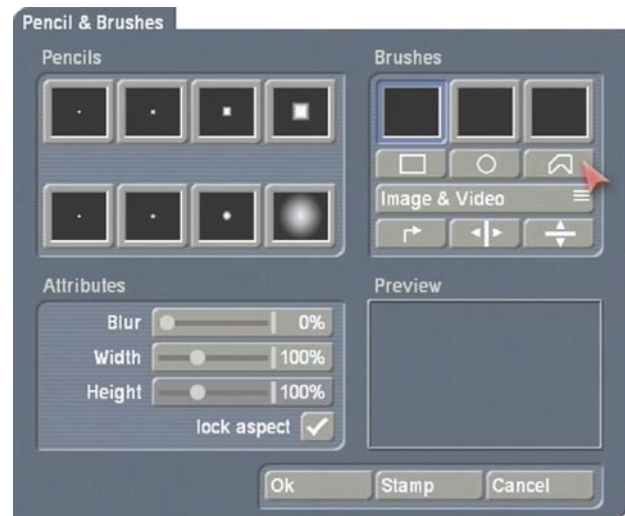 Pencil & Brushes
Pencils
Brushes
Image & Video
Attributes
Blur 0%
Width 100%
Height 100%
lock aspect
Preview
Ok
Stamp
Cancel